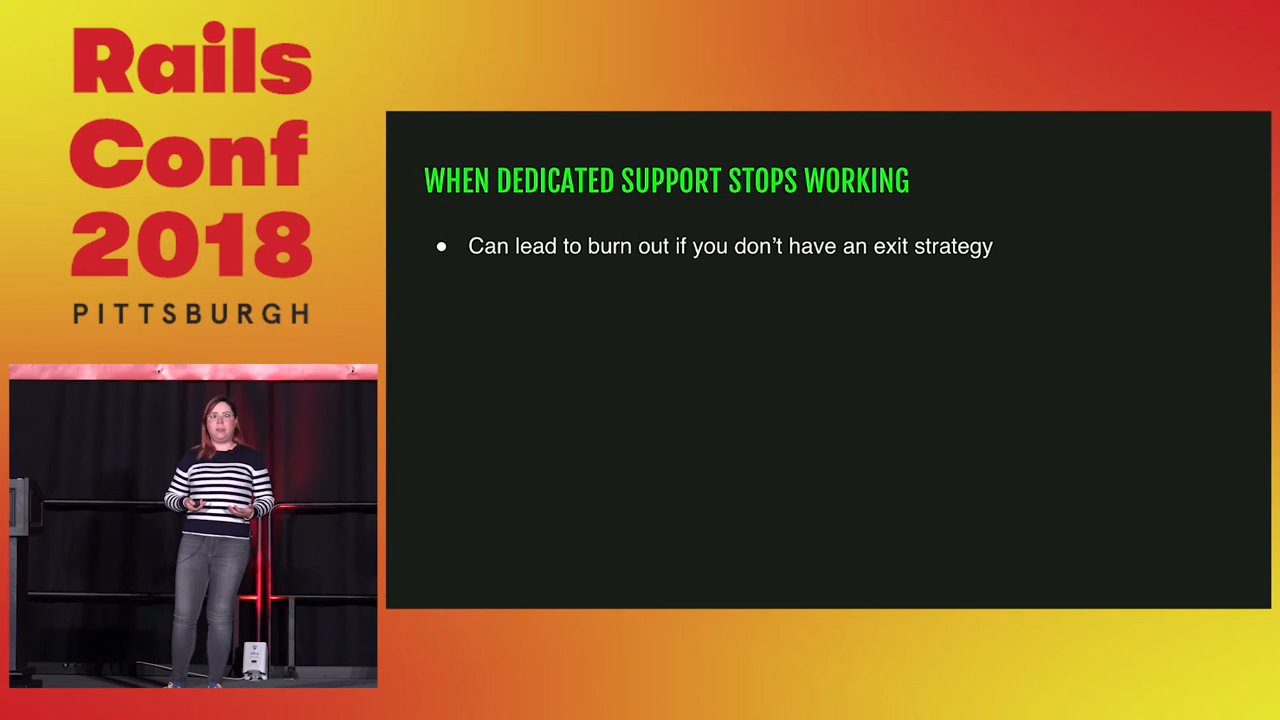 Rails
Conf
2018
PITTSBURGH
WHEN DEDICATED SUPPORT STOPS WORKING
● Can lead to burn out if you don’t have an exit strategy